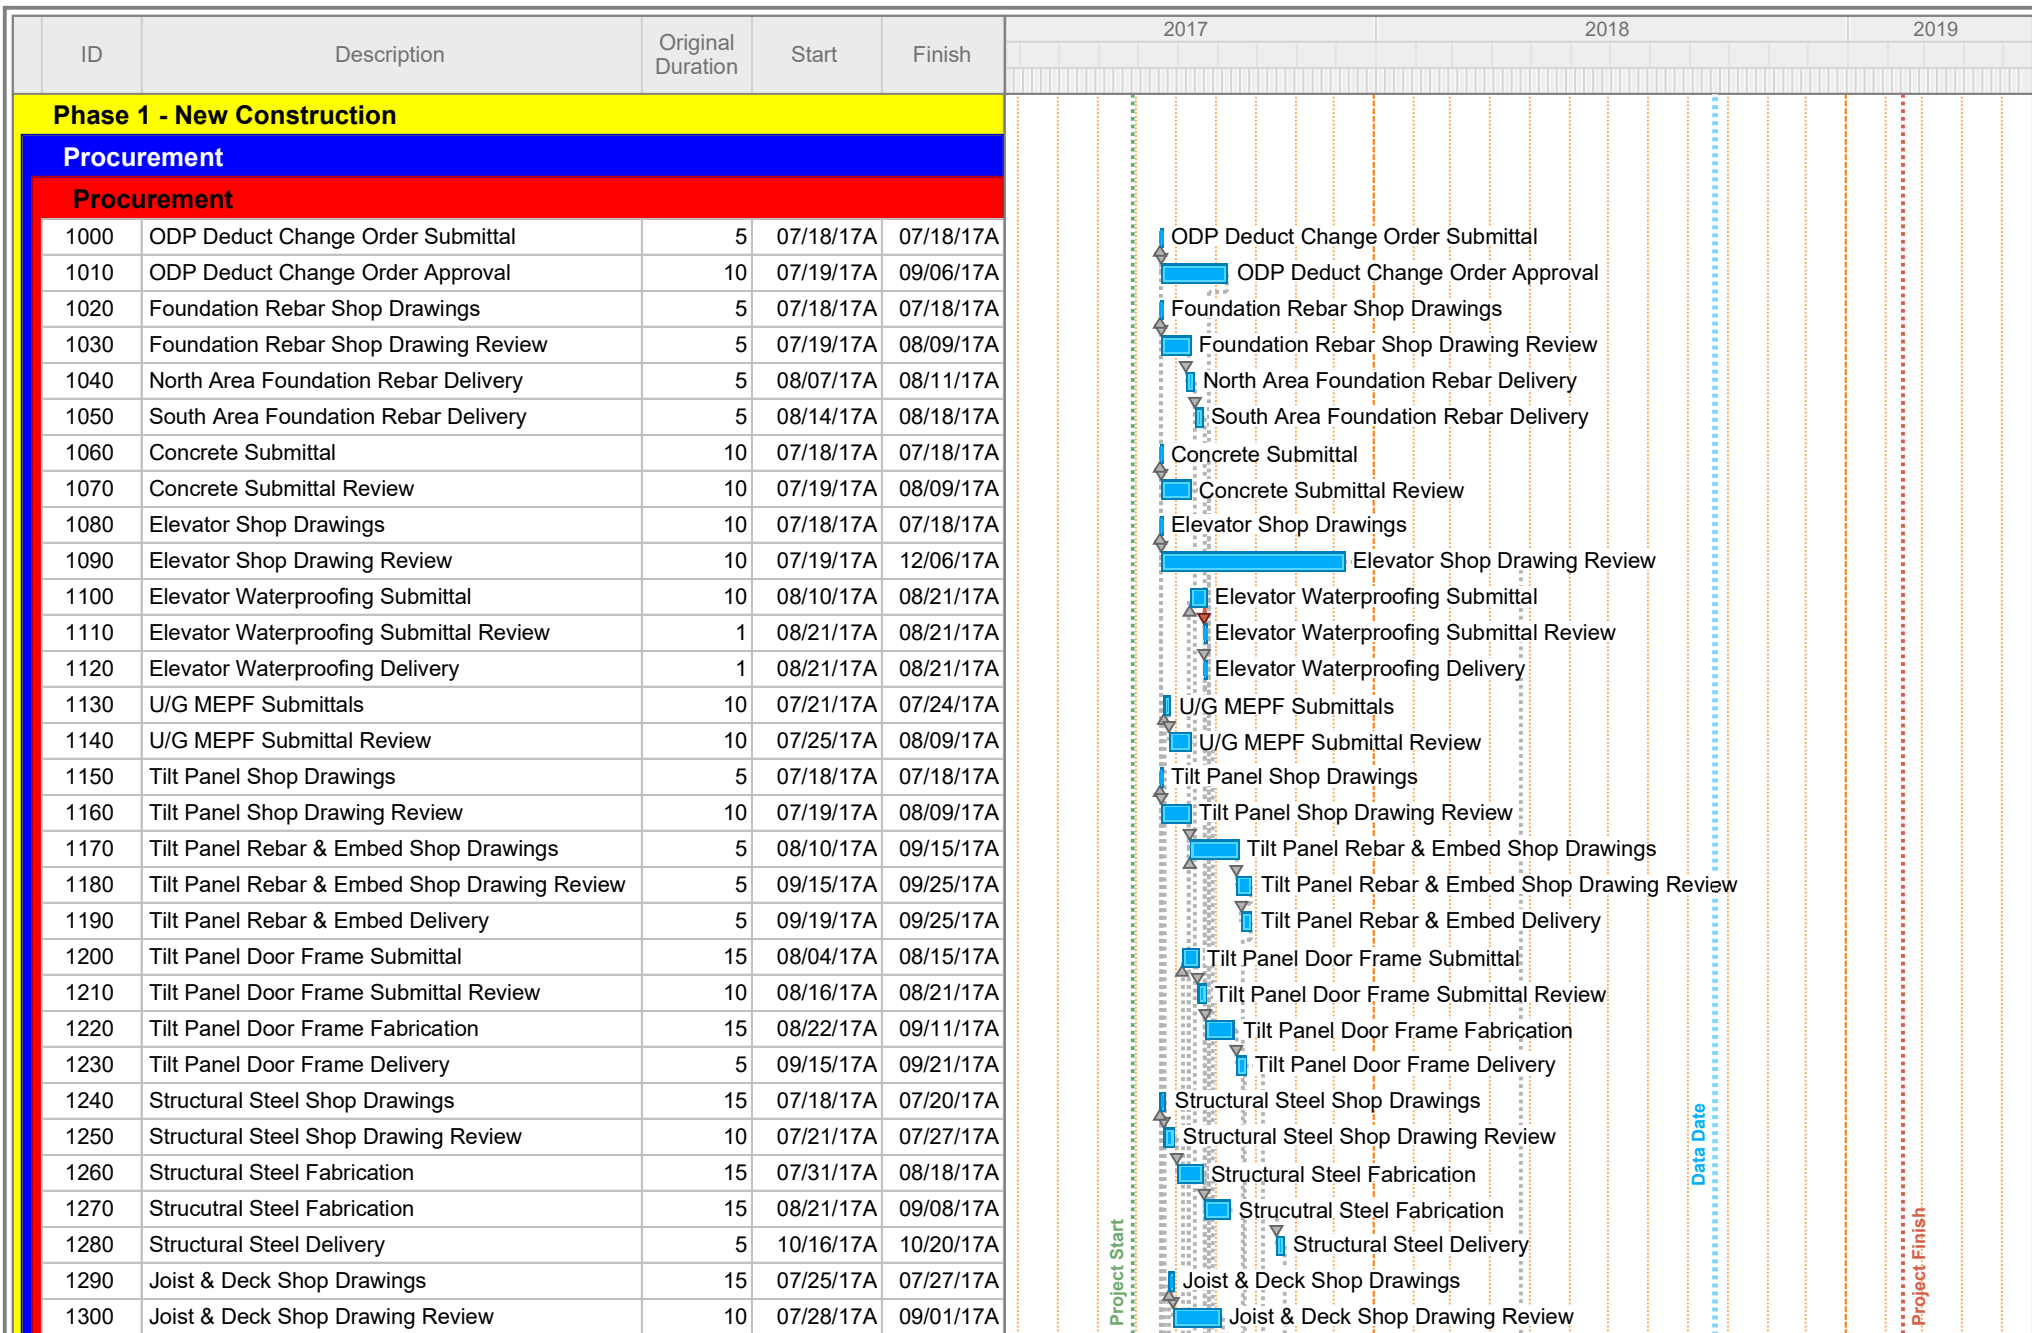 ID Description Original Duration Start Finish 2017 2018 2019
Phase 1 - New Construction
Procurement
Procurement
1000 ODP Deduct Change Order Submittal 5 07/18/17A 07/18/17A ODP Deduct Change Order Submittal
1010 ODP Deduct Change Order Approval 10 07/19/17A 09/06/17A ODP Deduct Change Order Approval
1020 Foundation Rebar Shop Drawings 5 07/18/17A 07/18/17A Foundation Rebar Shop Drawings
1030 Foundation Rebar Shop Drawing Review 5 07/19/17A 08/09/17A Foundation Rebar Shop Drawing Review
1040 North Area Foundation Rebar Delivery 5 08/07/17A 08/11/17A North Area Foundation Rebar Delivery
1050 South Area Foundation Rebar Delivery 5 08/14/17A 08/18/17A South Area Foundation Rebar Delivery
1060 Concrete Submittal 10 07/18/17A 07/18/17A Concrete Submittal
1070 Concrete Submittal Review 10 07/19/17A 08/09/17A Concrete Submittal Review
1080 Elevator Shop Drawings 10 07/18/17A 07/18/17A Elevator Shop Drawings
1090 Elevator Shop Drawing Review 10 07/19/17A 12/06/17A Elevator Shop Drawing Review
1100 Elevator Waterproofing Submittal 10 08/10/17A 08/21/17A Elevator Waterproofing Submittal
1110 Elevator Waterproofing Submittal Review 1 08/21/17A 08/21/17A Elevator Waterproofing Submittal Review
1120 Elevator Waterproofing Delivery 1 08/21/17A 08/21/17A Elevator Waterproofing Delivery
1130 U/G MEPF Submittals 10 07/21/17A 07/24/17A U/G MEPF Submittals
1140 U/G MEPF Submittal Review 10 07/25/17A 08/09/17A U/G MEPF Submittal Review
1150 Tilt Panel Shop Drawings 5 07/18/17A 07/18/17A Tilt Panel Shop Drawings
1160 Tilt Panel Shop Drawing Review 10 07/19/17A 08/09/17A Tilt Panel Shop Drawing Review
1170 Tilt Panel Rebar & Embed Shop Drawings 5 08/10/17A 09/15/17A Tilt Panel Rebar & Embed Shop Drawings
1180 Tilt Panel Rebar & Embed Shop Drawing Review 5 09/15/17A 09/25/17A Tilt Panel Rebar & Embed Shop Drawing Review
1190 Tilt Panel Rebar & Embed Delivery 5 09/19/17A 09/25/17A Tilt Panel Rebar & Embed Delivery
1200 Tilt Panel Door Frame Submittal 15 08/04/17A 08/15/17A Tilt Panel Door Frame Submittal
1210 Tilt Panel Door Frame Submittal Review 10 08/16/17A 08/21/17A Tilt Panel Door Frame Submittal Review
1220 Tilt Panel Door Frame Fabrication 15 08/22/17A 09/11/17A Tilt Panel Door Frame Fabrication
1230 Tilt Panel Door Frame Delivery 5 09/15/17A 09/21/17A Tilt Panel Door Frame Delivery
1240 Structural Steel Shop Drawings 15 07/18/17A 07/20/17A Structural Steel Shop Drawings
1250 Structural Steel Shop Drawing Review 10 07/21/17A 07/27/17A Structural Steel Shop Drawing Review
1260 Structural Steel Fabrication 15 07/31/17A 08/18/17A Structural Steel Fabrication
1270 Strucutral Steel Fabrication 15 08/21/17A 09/08/17A Strucutral Steel Fabrication
1280 Structural Steel Delivery 5 10/16/17A 10/20/17A Structural Steel Delivery
1290 Joist & Deck Shop Drawings 15 07/25/17A 07/27/17A Joist & Deck Shop Drawings
1300 Joist & Deck Shop Drawing Review 10 07/28/17A 09/01/17A Joist & Deck Shop Drawing Review
Project Start
Data Date
Project Finish